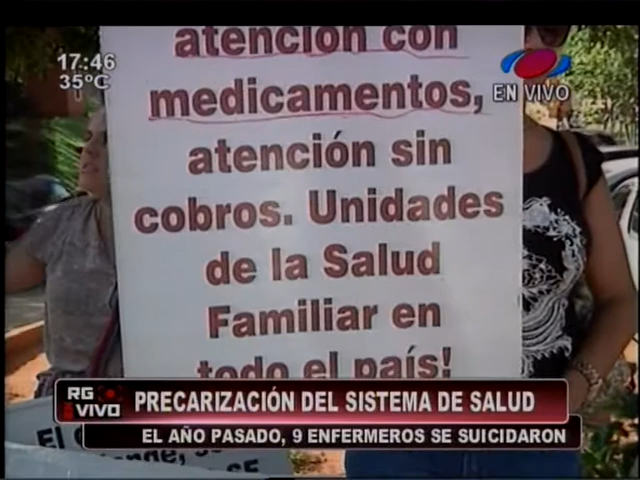 17:46
35°C
EN VIVO
atención con
medicamentos,
atención sin
cobros. Unidades
de la Salud
Familiar en
todo el país!
RG
VIVO
PRECARIZACIÓN DEL SISTEMA DE SALUD
EL AÑO PASADO, 9 ENFERMEROS SE SUICIDARON